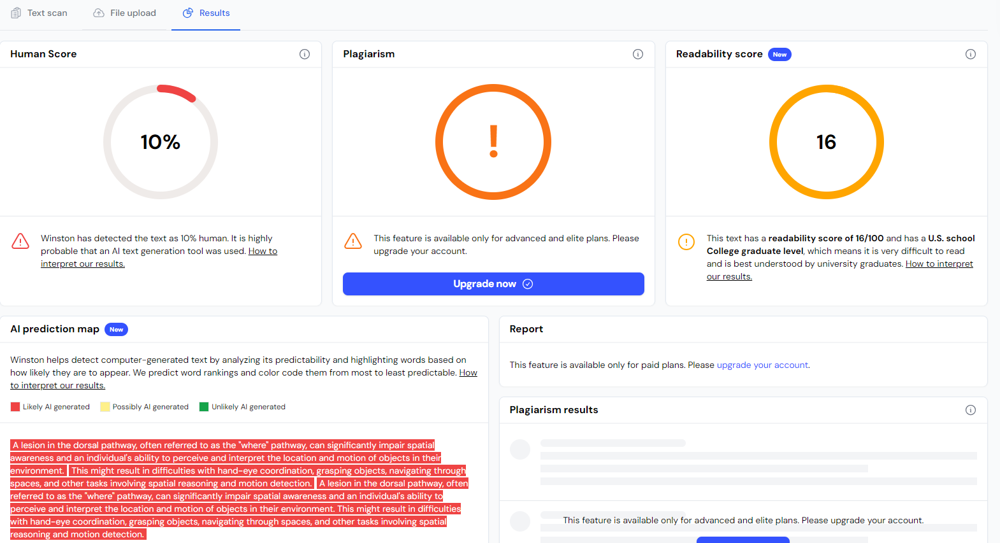 Text scan
File upload
Results
Human Score
10%
Winston has detected the text as 10% human. It is highly
probable that an AI text generation tool was used. How to
interpret our results.
Plagiarism
!
This feature is available only for advanced and elite plans. Please
upgrade your account.
Upgrade now
Readability score New
16
This text has a readability score of 16/100 and has a U.S. school
College graduate level, which means it is very difficult to read
and is best understood by university graduates. How to interpret
our results.
AI prediction map New
Winston helps detect computer-generated text by analyzing its predictability and highlighting words based on
how likely they are to appear. We predict word rankings and color code them from most to least predictable. How
to interpret our results.
Likely AI generated Possibly AI generated Unlikely AI generated
A lesion in the dorsal pathway, often referred to as the "where" pathway, can significantly impair spatial
awareness and an individual's ability to perceive and interpret the location and motion of objects in their
environment. This might result in difficulties with hand-eye coordination, grasping objects, navigating through
spaces, and other tasks involving spatial reasoning and motion detection. A lesion in the dorsal pathway, often
referred to as the "where" pathway, can significantly impair spatial awareness and an individual's ability to
perceive and interpret the location and motion of objects in their environment. This might result in difficulties
with hand-eye coordination, grasping objects, navigating through spaces, and other tasks involving spatial
reasoning and motion detection.
Report
This feature is available only for paid plans. Please upgrade your account.
Plagiarism results
This feature is available only for advanced and elite plans. Please upgrade your account.